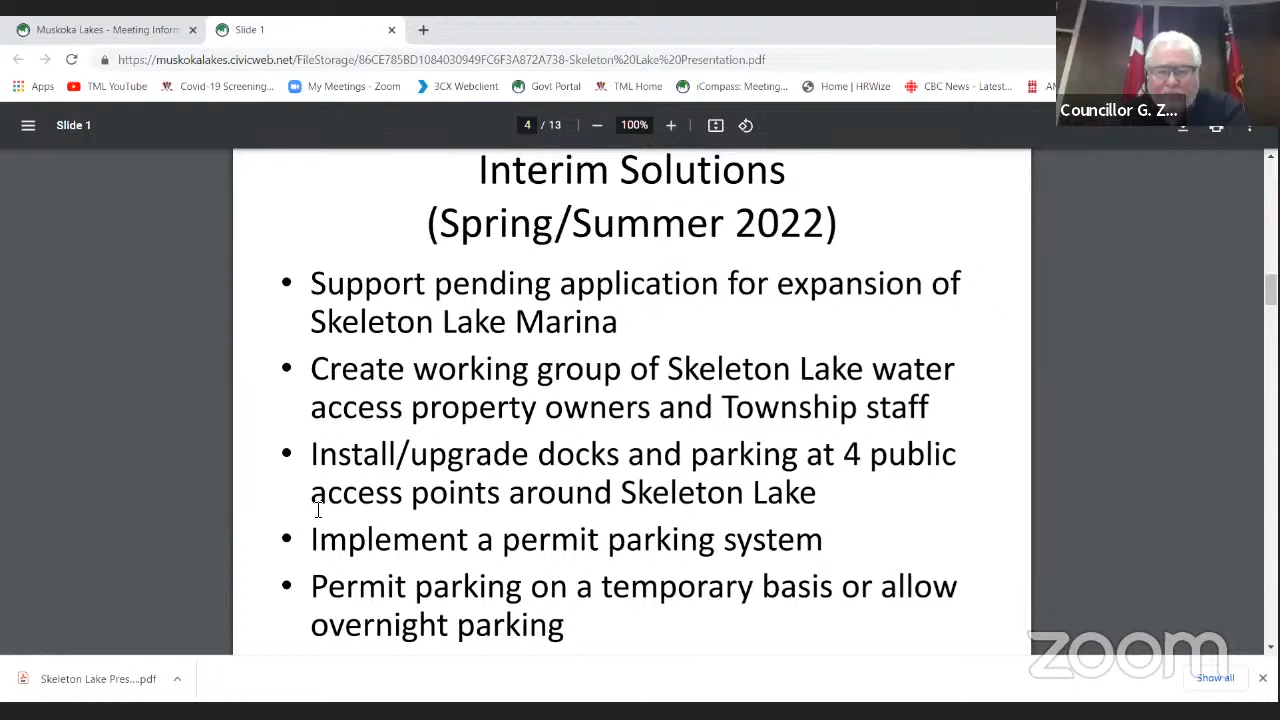 Muskoka Lakes - Meeting Inform
Slide 1
https://muskokalakes.civicweb.net/FileStorage/
-Skeleton%20Lake%20Presentation.pdf
Apps
TML YouTube
Covid-19 Screening...
My Meetings - Zoom
3CX Webclient
Govt Portal
TML Home
iCompass: Meeting...
Home | HRWize
CBC News - Latest...
AM
Councillor G. Z...
Slide 1
4 / 13
100%
Interim Solutions
(Spring/Summer 2022)
• Support pending application for expansion of
Skeleton Lake Marina
• Create working group of Skeleton Lake water
access property owners and Township staff
• Install/upgrade docks and parking at 4 public
access points around Skeleton Lake
• Implement a permit parking system
• Permit parking on a temporary basis or allow
overnight parking
zoom
Skeleton Lake Pres....pdf
Show all